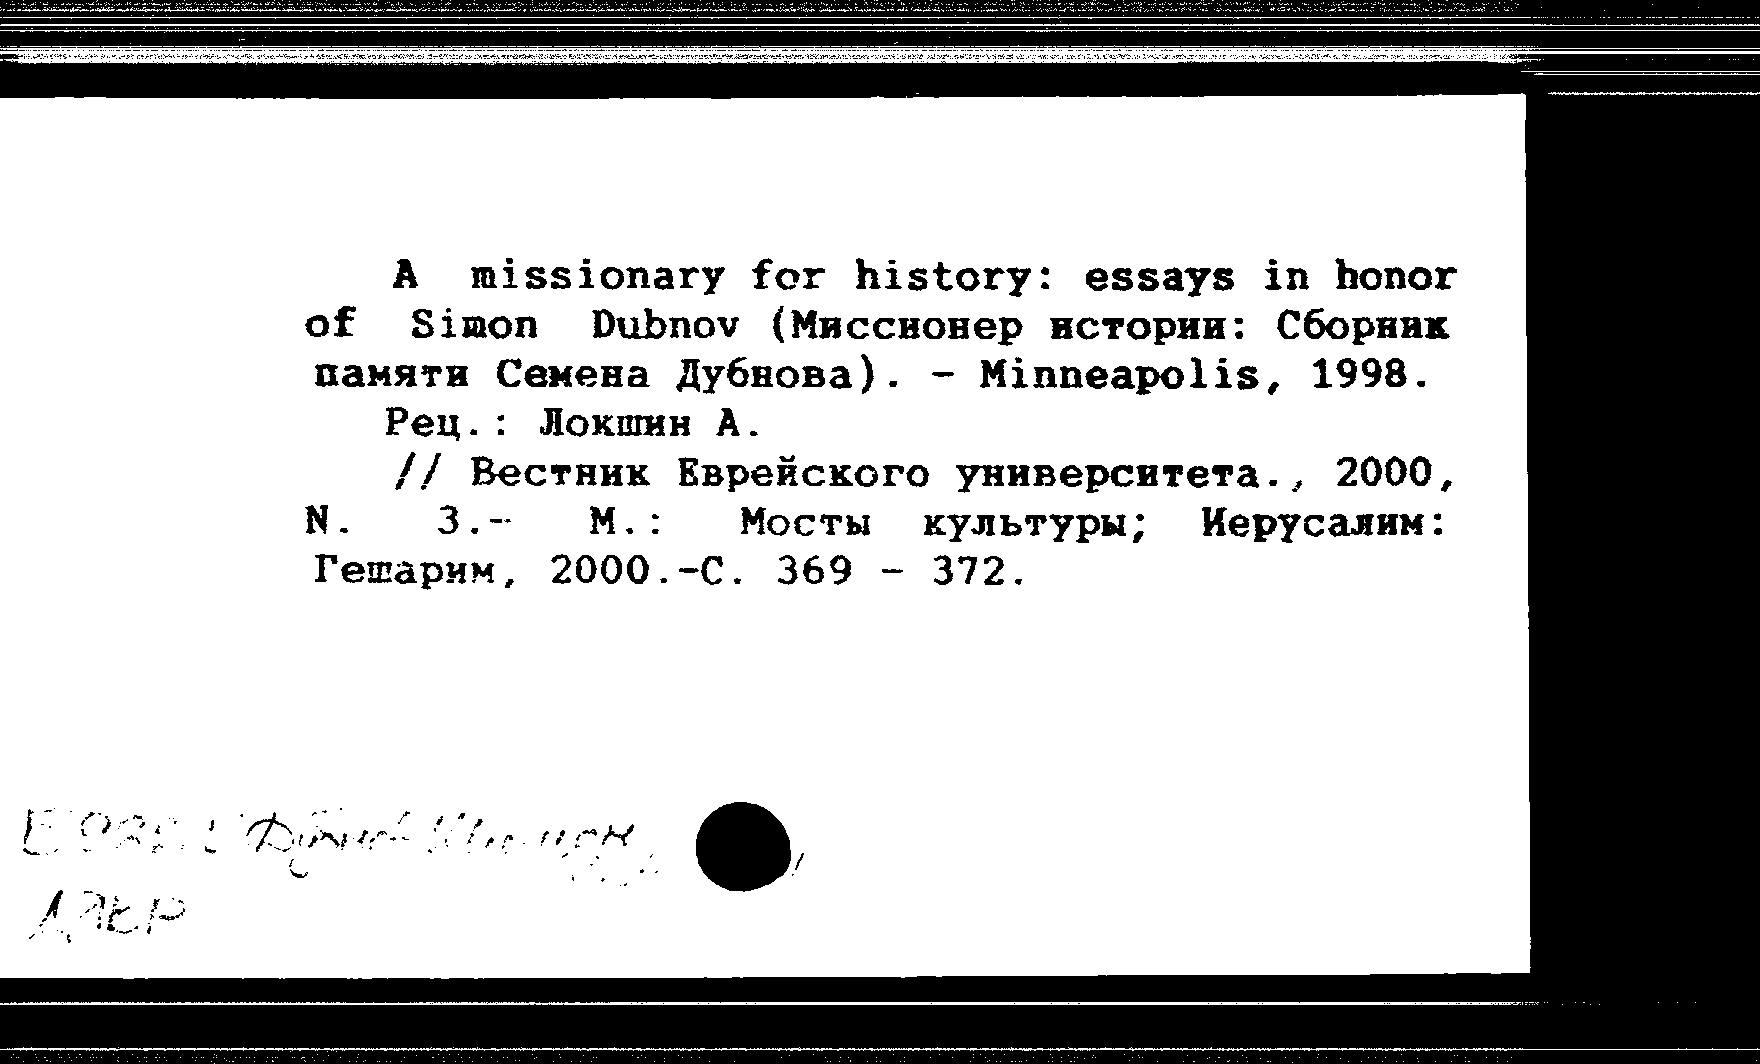 A missionary for history: essays in honor
of Simon Dubnov (Миссионер истории: Сборник
памяти Семена Дубнова). - Minneapolis, 1998.
Рец.: Локшин А.
// Вестник Еврейского университета., 2000,
N. 3.- М.: Мосты культуры; Иерусалим:
Гешарим, 2000.-С. 369 - 372.